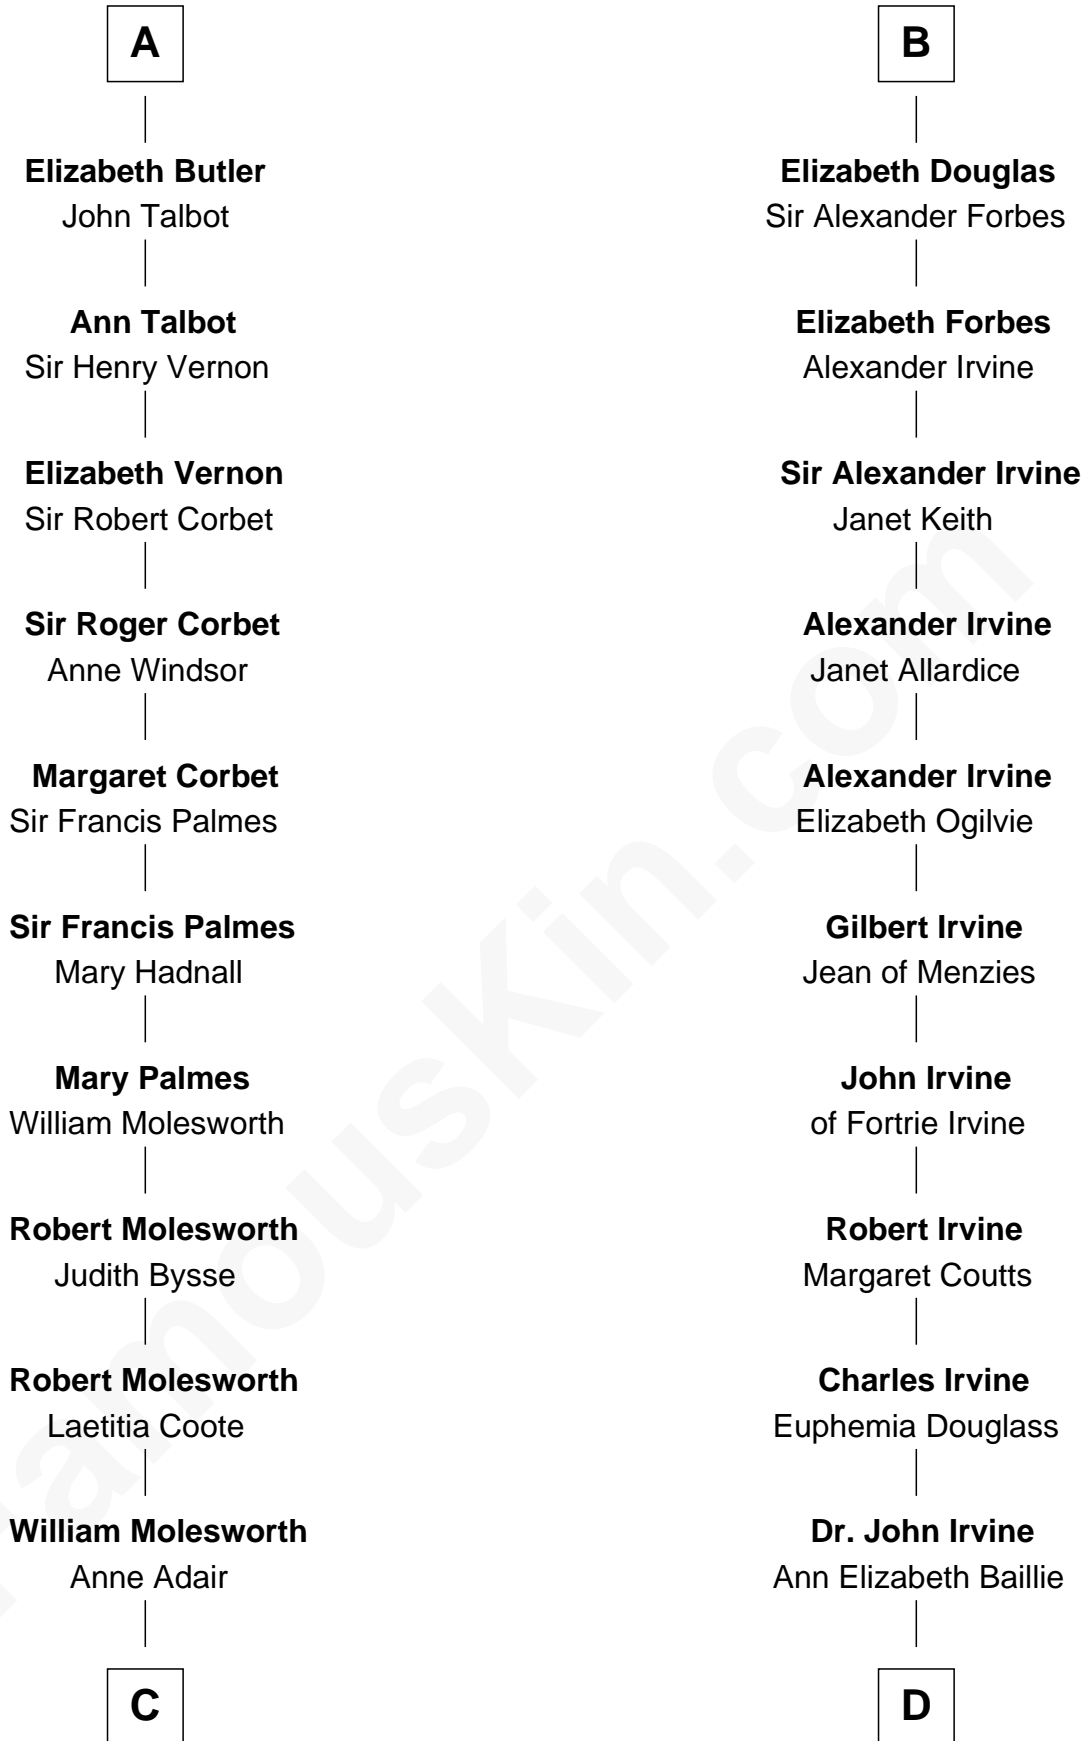 A
Elizabeth Butler
John Talbot
Ann Talbot
Sir Henry Vernon
Elizabeth Vernon
Sir Robert Corbet
Sir Roger Corbet
Anne Windsor
Margaret Corbet
Sir Francis Palmes
Sir Francis Palmes
Mary Hadnall
Mary Palmes
William Molesworth
Robert Molesworth
Judith Bysse
Robert Molesworth
Laetitia Coote
William Molesworth
Anne Adair
C
B
Elizabeth Douglas
Sir Alexander Forbes
Elizabeth Forbes
Alexander Irvine
Sir Alexander Irvine
Janet Keith
Alexander Irvine
Janet Allardice
Alexander Irvine
Elizabeth Ogilvie
Gilbert Irvine
Jean of Menzies
John Irvine
of Fortrie Irvine
Robert Irvine
Margaret Coutts
Charles Irvine
Euphemia Douglass
Dr. John Irvine
Ann Elizabeth Baillie
D
FamousKin.com